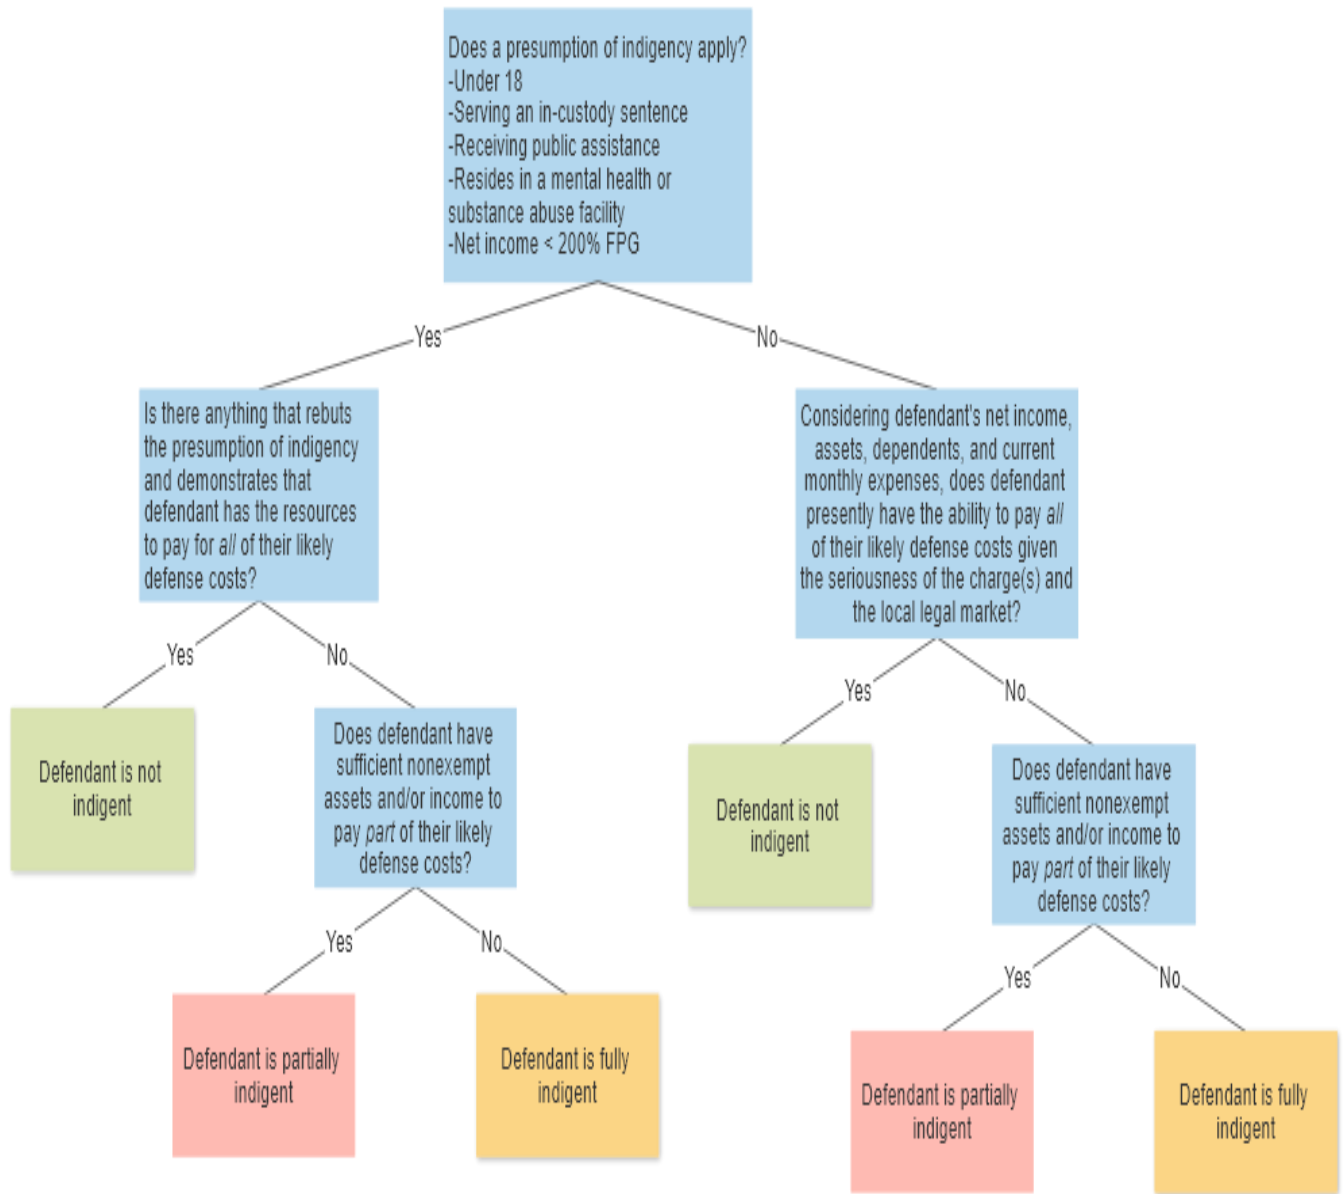 Does a presumption of indigency apply?
-Under 18
-Serving an in-custody sentence
-Receiving public assistance
-Resides in a mental health or
substance abuse facility
-Net income < 200% FPG
Yes
No
Is there anything that rebuts
the presumption of indigency
and demonstrates that
defendant has the resources
to pay for all of their likely
defense costs?
Considering defendant's net income,
assets, dependents, and current
monthly expenses, does defendant
presently have the ability to pay all
of their likely defense costs given
the seriousness of the charge(s) and
the local legal market?
Yes
No
Yes
No
Defendant is not
indigent
Does defendant have
sufficient nonexempt
assets and/or income to
pay part of their likely
defense costs?
Defendant is not
indigent
Does defendant have
sufficient nonexempt
assets and/or income to
pay part of their likely
defense costs?
Yes
No
Yes
No
Defendant is partially
indigent
Defendant is fully
indigent
Defendant is partially
indigent
Defendant is fully
indigent